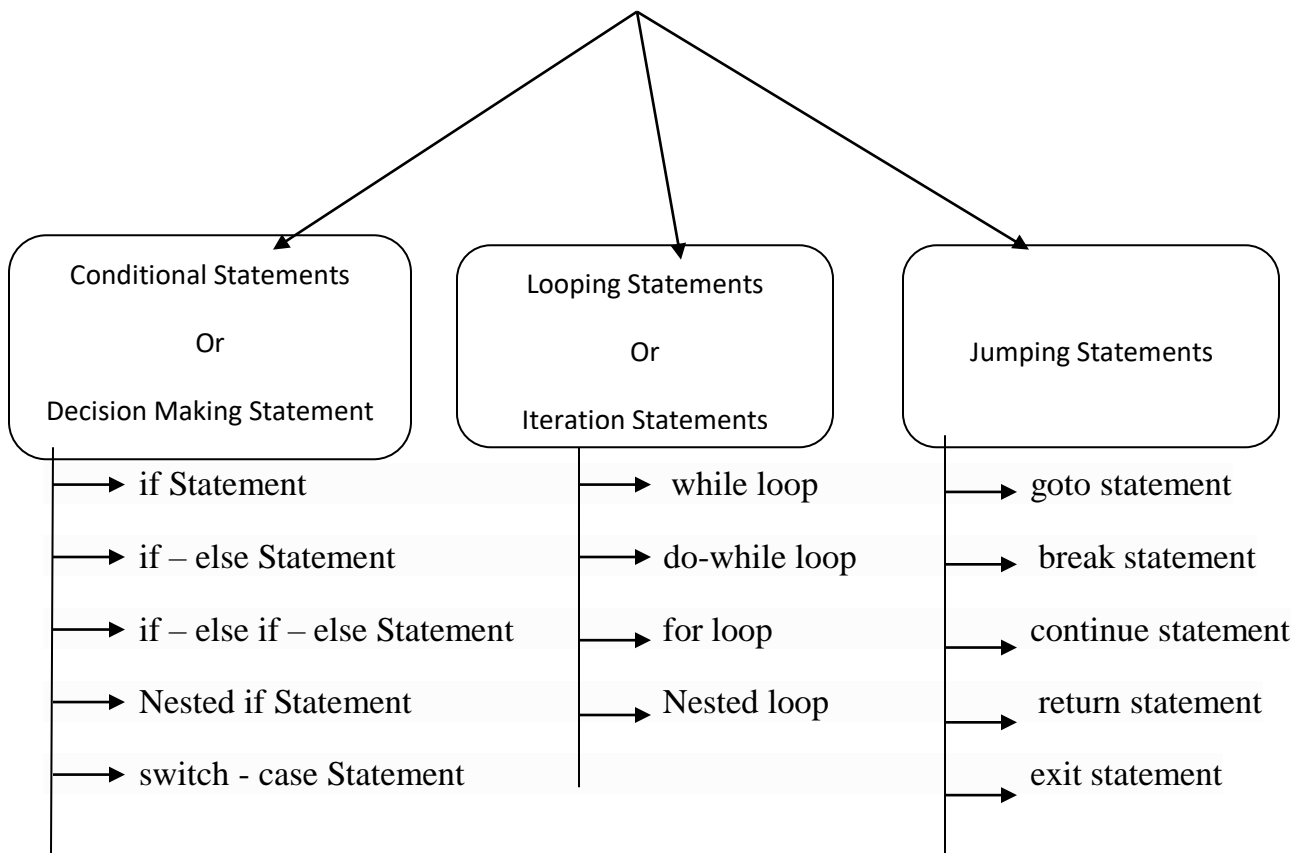 Conditional Statements
Or
Decision Making Statement
if Statement
if – else Statement
if – else if – else Statement
Nested if Statement
switch - case Statement
Looping Statements
Or
Iteration Statements
while loop
do-while loop
for loop
Nested loop
Jumping Statements
goto statement
break statement
continue statement
return statement
exit statement